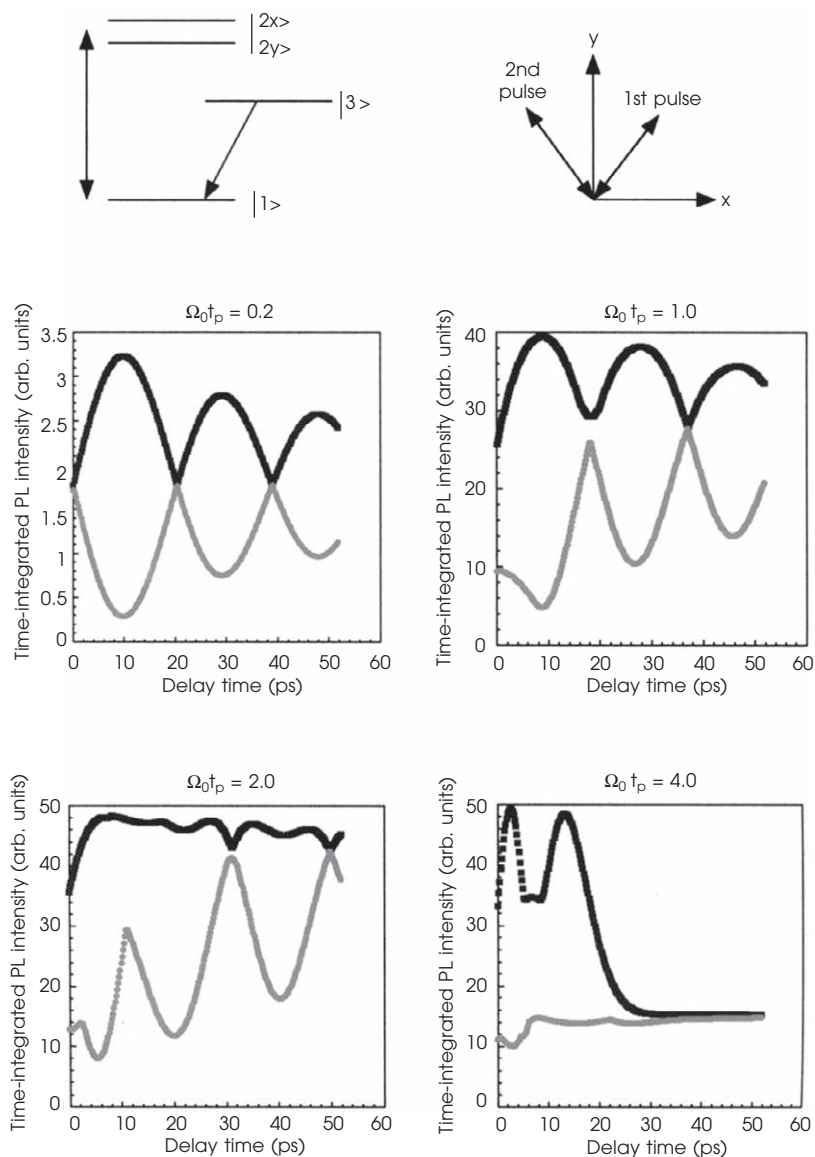 |2x>
|2y>
|3>
|1>
y
2nd
pulse
1st pulse
x
Ω₀tₚ = 0.2
Time-integrated PL intensity (arb. units)
3.5
3
2.5
2
1.5
1
0.5
0
0 10 20 30 40 50 60
Delay time (ps)
Ω₀ tₚ = 1.0
Time-integrated PL intensity (arb. units)
40
30
20
10
0
0 10 20 30 40 50 60
Delay time (ps)
Ω₀tₚ = 2.0
Time-integrated PL intensity (arb. units)
50
40
30
20
10
0
0 10 20 30 40 50 60
Delay time (ps)
Ω₀ tₚ = 4.0
Time-integrated PL intensity (arb. units)
50
40
30
20
10
0
0 10 20 30 40 50 60
Delay time (ps)